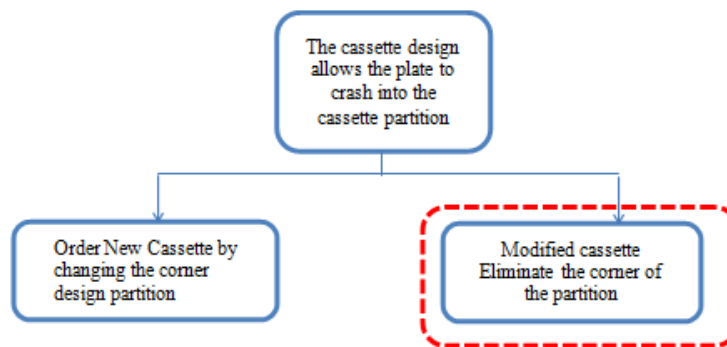 The cassette design
allows the plate to
crash into the
cassette partition
Order New Cassette by
changing the corner
design partition
Modified cassette
Eliminate the corner of
the partition